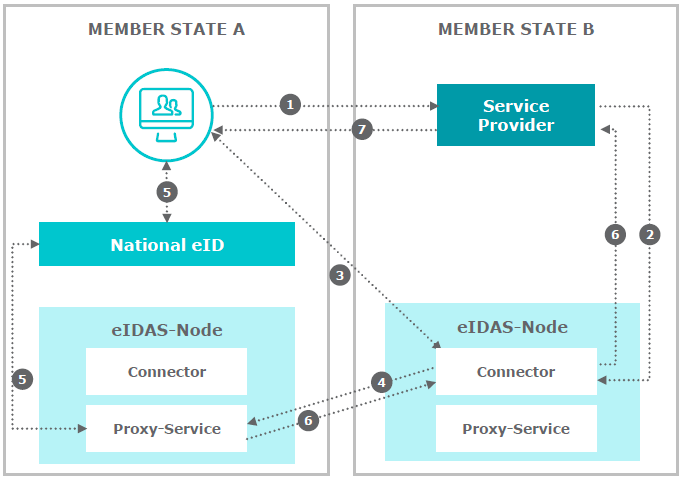 MEMBER STATE A
MEMBER STATE B
1
Service
Provider
7
5
National eID
6
2
3
eIDAS-Node
eIDAS-Node
Connector
Connector
5
4
6
Proxy-Service
Proxy-Service